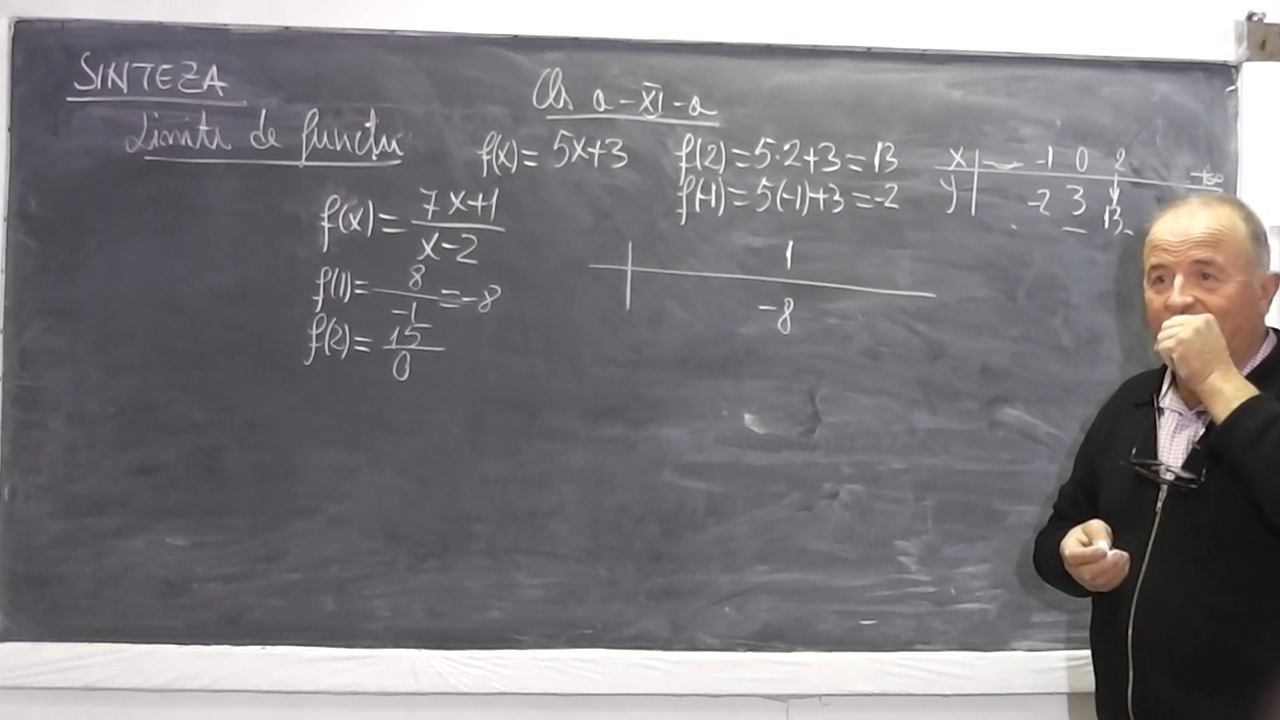 SINTEZA
Limite de funcții
Cls a-XI-a
f(x)= 5x+3
f(2)=5·2+3=13
f(-1)=5(-1)+3=-2
x -∞ -1 0 2 +∞
y -2 3 13
f(x)= 7x+1 / x-2
f(1)= 8 / -1 =-8
f(2)= 15 / 0
1
-8